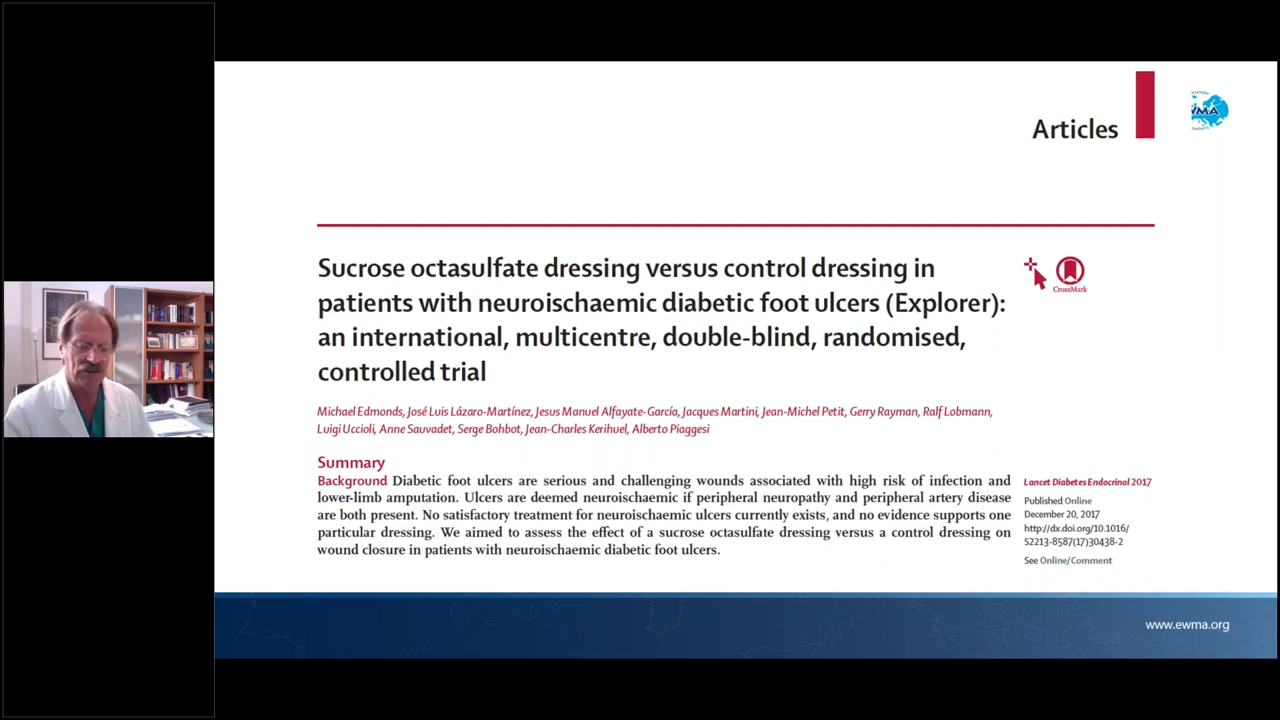 Articles
WMA
Sucrose octasulfate dressing versus control dressing in
patients with neuroischaemic diabetic foot ulcers (Explorer):
an international, multicentre, double-blind, randomised,
controlled trial
CrossMark
Michael Edmonds, José Luis Lázaro-Martínez, Jesus Manuel Alfayate-García, Jacques Martini, Jean-Michel Petit, Gerry Rayman, Ralf Lobmann,
Luigi Uccioli, Anne Sauvadet, Serge Bohbot, Jean-Charles Kerihuel, Alberto Piaggesi
Summary
Background Diabetic foot ulcers are serious and challenging wounds associated with high risk of infection and
lower-limb amputation. Ulcers are deemed neuroischaemic if peripheral neuropathy and peripheral artery disease
are both present. No satisfactory treatment for neuroischaemic ulcers currently exists, and no evidence supports one
particular dressing. We aimed to assess the effect of a sucrose octasulfate dressing versus a control dressing on
wound closure in patients with neuroischaemic diabetic foot ulcers.
Lancet Diabetes Endocrinol 2017
Published Online
December 20, 2017
http://dx.doi.org/10.1016/
S2213-8587(17)30438-2
See Online/Comment
www.ewma.org